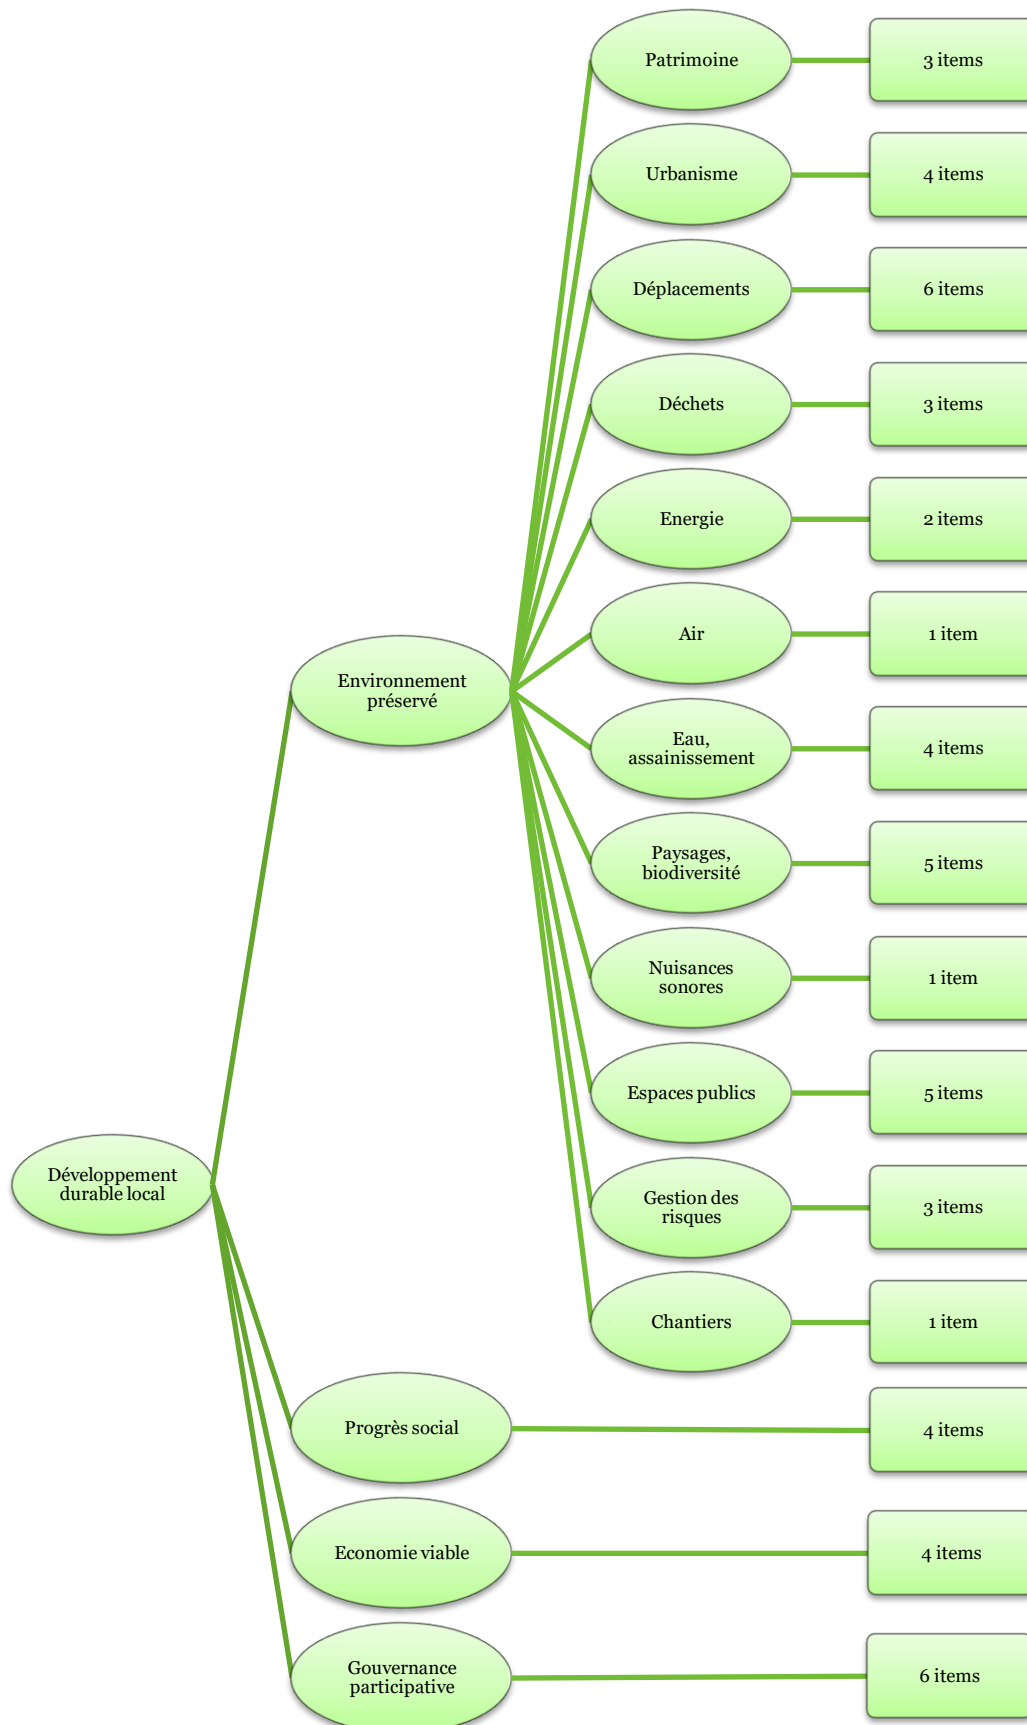 Patrimoine
3 items
Urbanisme
4 items
Déplacements
6 items
Déchets
3 items
Energie
2 items
Air
1 item
Environnement
préservé
Eau,
assainissement
4 items
Paysages,
biodiversité
5 items
Nuisances
sonores
1 item
Espaces publics
5 items
Développement
durable local
Gestion des
risques
3 items
Chantiers
1 item
Progrès social
4 items
Economie viable
4 items
Gouvernance
participative
6 items